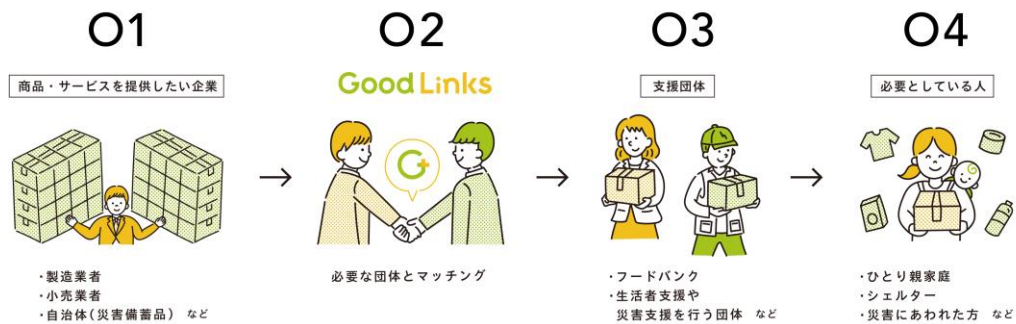 01
商品・サービスを提供したい企業
・製造業者
・小売業者
・自治体(災害備蓄品) など
02
Good Links
G+
必要な団体とマッチング
03
支援団体
・フードバンク
・生活者支援や
災害支援を行う団体 など
04
必要としている人
・ひとり親家庭
・シェルター
・災害にあわれた方 など